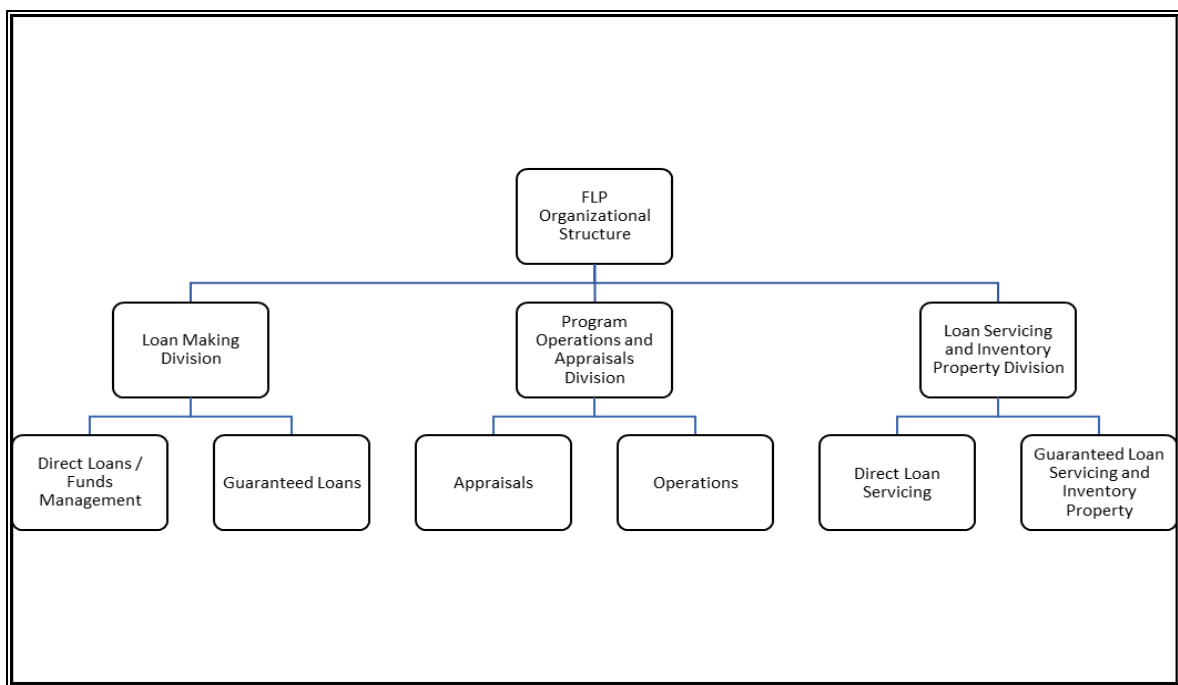 FLP
Organizational
Structure
Loan Making
Division
Program
Operations and
Appraisals
Division
Loan Servicing
and Inventory
Property Division
Direct Loans /
Funds
Management
Guaranteed Loans
Appraisals
Operations
Direct Loan
Servicing
Guaranteed Loan
Servicing and
Inventory
Property